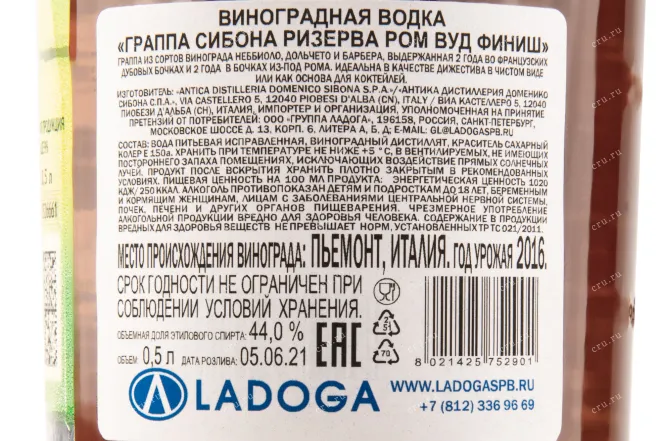 ВИНОГРАДНАЯ ВОДКА
«ГРАППА СИБОНА РИЗЕРВА РОМ ВУД ФИНИШ»
ГРАППА ИЗ СОРТОВ ВИНОГРАДА НЕББИОЛО, ДОЛЬЧЕТО И БАРБЕРА, ВЫДЕРЖАННАЯ 2 ГОДА ВО ФРАНЦУЗСКИХ
ДУБОВЫХ БОЧКАХ И 2 ГОДА В БОЧКАХ ИЗ-ПОД РОМА. ИДЕАЛЬНА В КАЧЕСТВЕ ДИЖЕСТИВА В ЧИСТОМ ВИДЕ
ИЛИ КАК ОСНОВА ДЛЯ КОКТЕЙЛЕЙ.
ИЗГОТОВИТЕЛЬ: «ANTICA DISTILLERIA DOMENICO SIBONA S.P.A.»/«АНТИКА ДИСТИЛЛЕРИЯ ДОМЕНИКО
СИБОНА С.П.А.», VIA CASTELLERO 5, 12040 PIOBESI D'ALBA (CN), ITALY / ВИА КАСТЕЛЛЕРО 5, 12040
ПИОБЕЗИ Д'АЛЬБА (CN), ИТАЛИЯ, ИМПОРТЕР И ОРГАНИЗАЦИЯ, УПОЛНОМОЧЕННАЯ НА ПРИНЯТИЕ
ПРЕТЕНЗИЙ ОТ ПОТРЕБИТЕЛЕЙ: ООО «ГРУППА ЛАДОГА», 196158, РОССИЯ, САНКТ-ПЕТЕРБУРГ,
МОСКОВСКОЕ ШОССЕ Д. 13, КОРП. 6, ЛИТЕРА А, Б, Д; E-MAIL: GL@LADOGASPB.RU
СОСТАВ: ВОДА ПИТЬЕВАЯ ИСПРАВЛЕННАЯ, ВИНОГРАДНЫЙ ДИСТИЛЛЯТ, КРАСИТЕЛЬ САХАРНЫЙ
КОЛЕР Е 150a. ХРАНИТЬ ПРИ ТЕМПЕРАТУРЕ НЕ НИЖЕ +5 °С, В ВЕНТИЛИРУЕМЫХ, НЕ ИМЕЮЩИХ
ПОСТОРОННЕГО ЗАПАХА ПОМЕЩЕНИЯХ, ИСКЛЮЧАЮЩИХ ВОЗДЕЙСТВИЕ ПРЯМЫХ СОЛНЕЧНЫХ
ЛУЧЕЙ. ПРОДУКТ ПОСЛЕ ВСКРЫТИЯ ХРАНИТЬ ПЛОТНО ЗАКРЫТЫМ В РЕКОМЕНДОВАННЫХ
УСЛОВИЯХ. ПИЩЕВАЯ ЦЕННОСТЬ НА 100 МЛ ПРОДУКТА: ЭНЕРГЕТИЧЕСКАЯ ЦЕННОСТЬ 1020
КДЖ/ 250 ККАЛ. АЛКОГОЛЬ ПРОТИВОПОКАЗАН ДЕТЯМ И ПОДРОСТКАМ ДО 18 ЛЕТ, БЕРЕМЕННЫМ
И КОРМЯЩИМ ЖЕНЩИНАМ, ЛИЦАМ С ЗАБОЛЕВАНИЯМИ ЦЕНТРАЛЬНОЙ НЕРВНОЙ СИСТЕМЫ,
ПОЧЕК, ПЕЧЕНИ И ДРУГИХ ОРГАНОВ ПИЩЕВАРЕНИЯ. ЧРЕЗМЕРНОЕ УПОТРЕБЛЕНИЕ
АЛКОГОЛЬНОЙ ПРОДУКЦИИ ВРЕДНО ДЛЯ ЗДОРОВЬЯ ЧЕЛОВЕКА. СОДЕРЖАНИЕ В ПРОДУКТЕ
ВРЕДНЫХ ДЛЯ ЗДОРОВЬЯ ВЕЩЕСТВ НЕ ПРЕВЫШАЕТ НОРМ, УСТАНОВЛЕННЫХ ТР ТС 021/2011.
МЕСТО ПРОИСХОЖДЕНИЯ ВИНОГРАДА: ПЬЕМОНТ, ИТАЛИЯ. ГОД УРОЖАЯ 2016.
СРОК ГОДНОСТИ НЕ ОГРАНИЧЕН ПРИ
СОБЛЮДЕНИИ УСЛОВИЙ ХРАНЕНИЯ.
ОБЪЕМНАЯ ДОЛЯ ЭТИЛОВОГО СПИРТА: 44,0 %
ОБЪЕМ: 0,5 л ДАТА РОЗЛИВА: 05.06.21
EAC
70
8 021425 752901
LADOGA
WWW.LADOGASPB.RU
+7 (812) 336 96 69
cru.ru